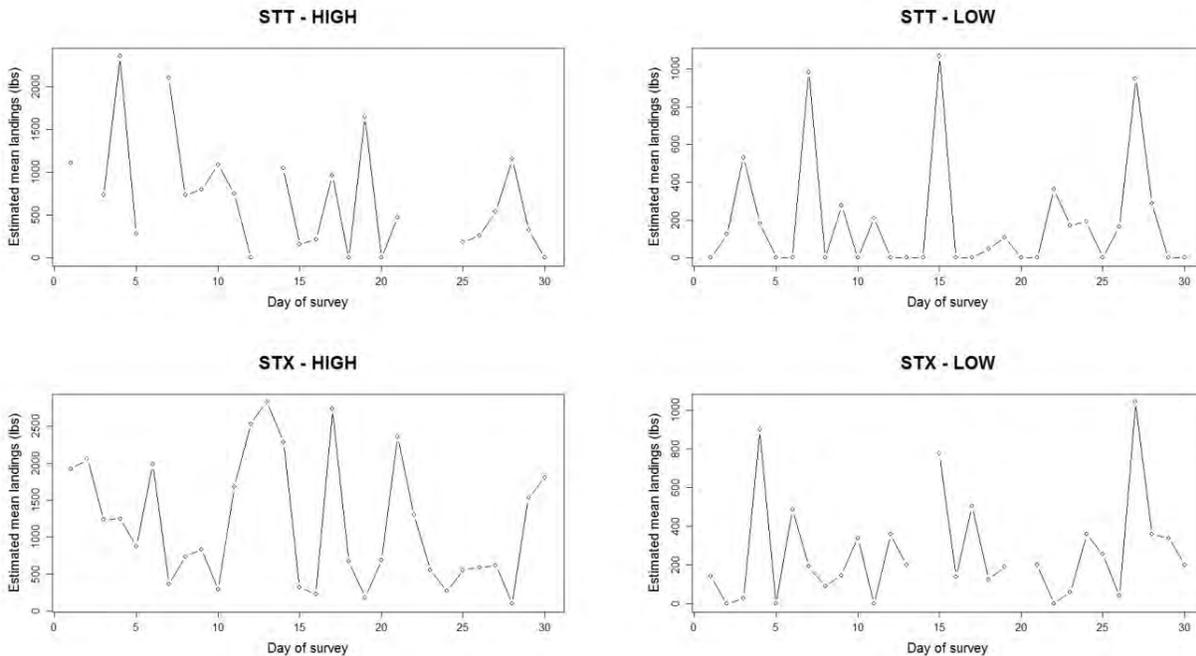 STT - HIGH
Estimated mean landings (lbs)
0 500 1000 1500 2000
0 5 10 15 20 25 30
Day of survey
STT - LOW
Estimated mean landings (lbs)
0 200 400 600 800 1000
0 5 10 15 20 25 30
Day of survey
STX - HIGH
Estimated mean landings (lbs)
0 500 1000 1500 2000 2500
0 5 10 15 20 25 30
Day of survey
STX - LOW
Estimated mean landings (lbs)
0 200 400 600 800 1000
0 5 10 15 20 25 30
Day of survey